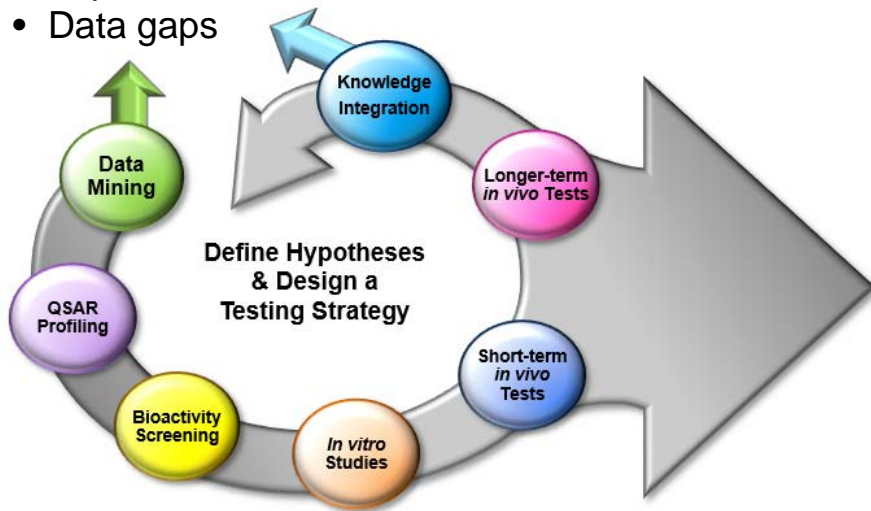 • Data gaps
Knowledge
Integration
Data
Mining
Longer-term
in vivo Tests
Define Hypotheses
& Design a
Testing Strategy
QSAR
Profiling
Short-term
in vivo
Tests
Bioactivity
Screening
In vitro
Studies